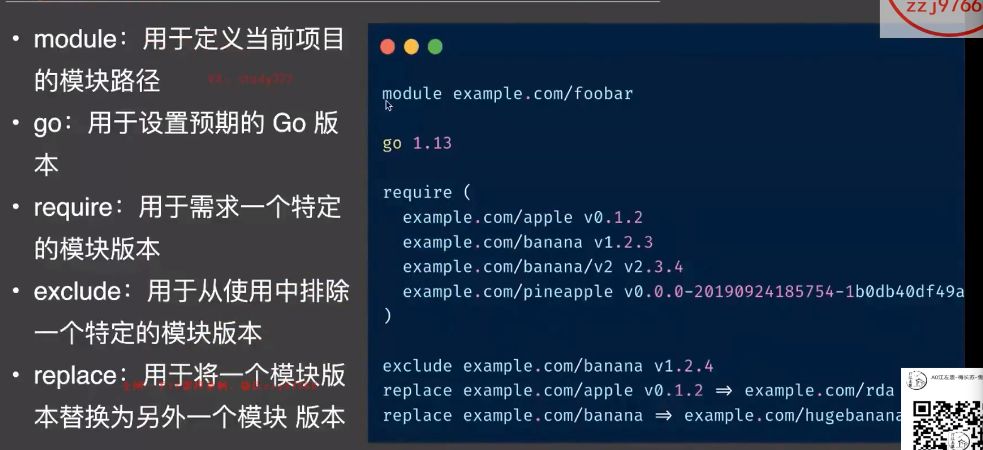 • module：用于定义当前项目
的模块路径
• go：用于设置预期的 Go 版
本
• require：用于需求一个特定
的模块版本
• exclude：用于从使用中排除
一个特定的模块版本
• replace：用于将一个模块版
本替换为另外一个模块 版本
module example.com/foobar
go 1.13
require (
example.com/apple v0.1.2
example.com/banana v1.2.3
example.com/banana/v2 v2.3.4
example.com/pineapple v0.0.0-20190924185754-1b0db40df49a
)
exclude example.com/banana v1.2.4
replace example.com/apple v0.1.2 => example.com/rda
replace example.com/banana => example.com/hugebanana
zzj9766